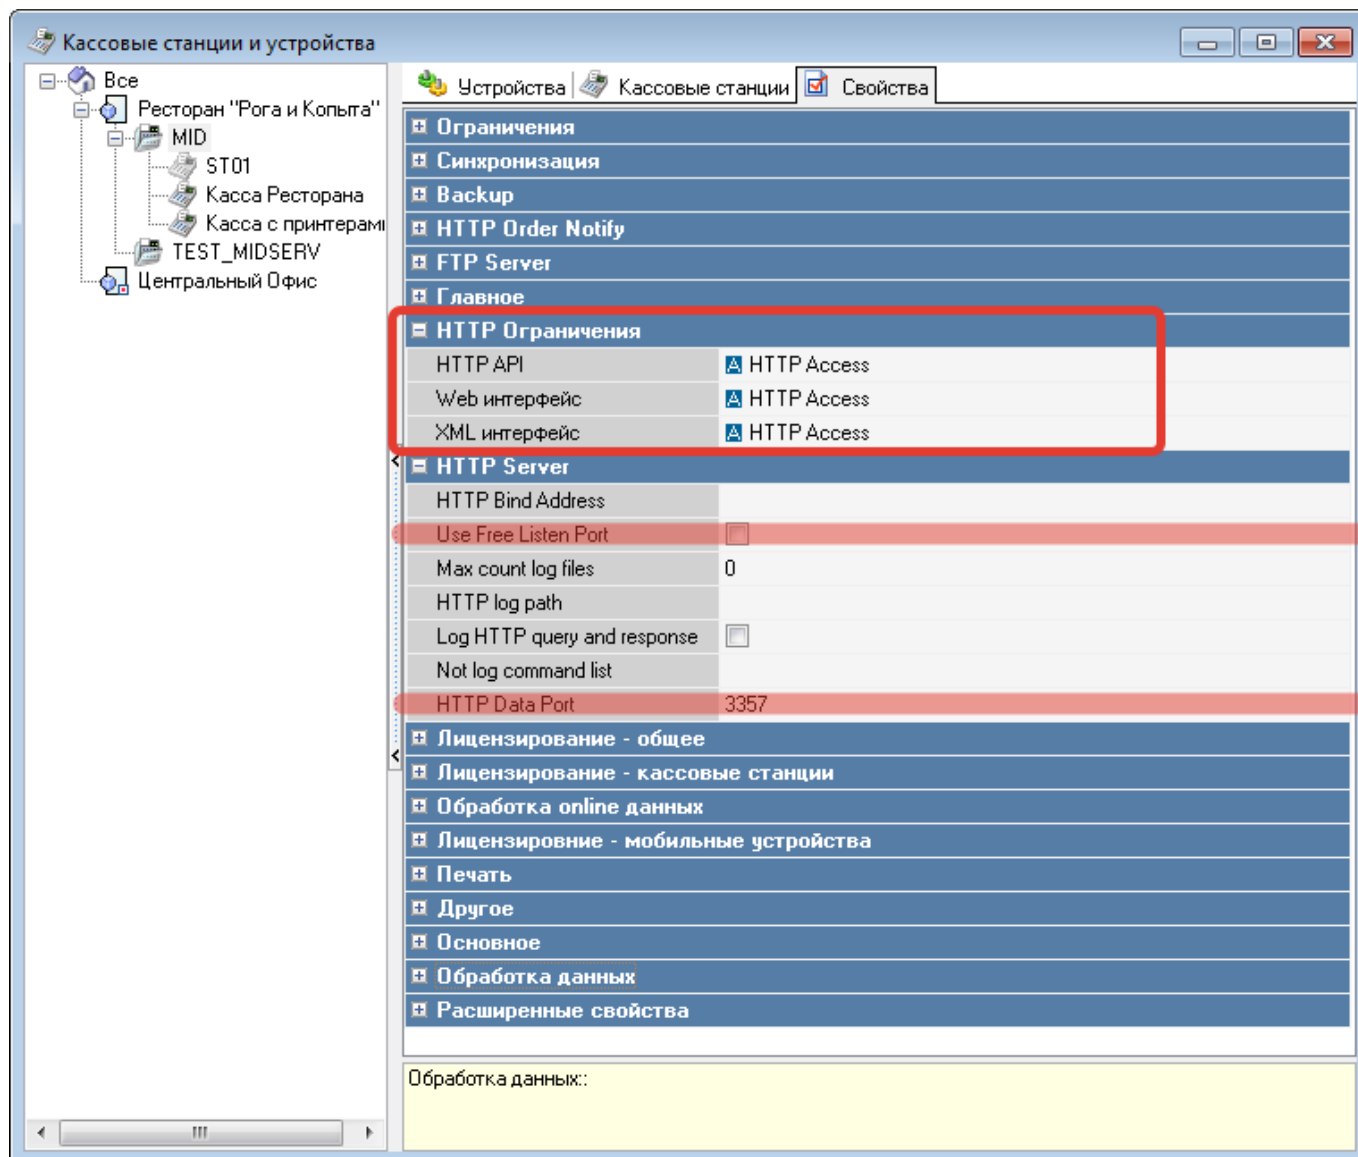 Кассовые станции и устройства
Все
Ресторан "Рога и Копыта"
MID
ST01
Касса Ресторана
Касса с принтерами
TEST_MIDSERV
Центральный Офис
Устройства Кассовые станции Свойства
Ограничения
Синхронизация
Backup
HTTP Order Notify
FTP Server
Главное
HTTP Ограничения
HTTP API HTTP Access
Web интерфейс HTTP Access
XML интерфейс HTTP Access
HTTP Server
HTTP Bind Address
Use Free Listen Port
Max count log files 0
HTTP log path
Log HTTP query and response
Not log command list
HTTP Data Port 3357
Лицензирование - общее
Лицензирование - кассовые станции
Обработка online данных
Лицензировние - мобильные устройства
Печать
Другое
Основное
Обработка данных
Расширенные свойства
Обработка данных::